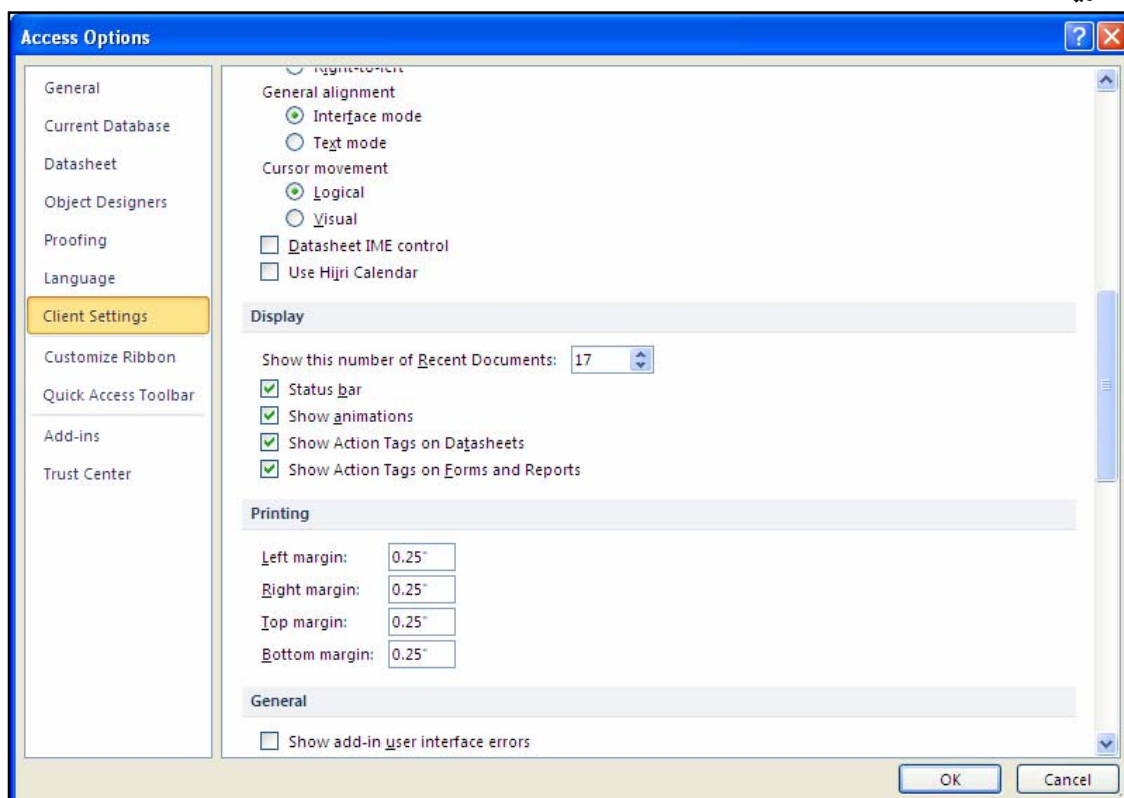 Access Options
General
Current Database
Datasheet
Object Designers
Proofing
Language
Client Settings
Customize Ribbon
Quick Access Toolbar
Add-ins
Trust Center
Right-to-left
General alignment
Interface mode
Text mode
Cursor movement
Logical
Visual
Datasheet IME control
Use Hijri Calendar
Display
Show this number of Recent Documents: 17
Status bar
Show animations
Show Action Tags on Datasheets
Show Action Tags on Forms and Reports
Printing
Left margin: 0.25"
Right margin: 0.25"
Top margin: 0.25"
Bottom margin: 0.25"
General
Show add-in user interface errors
OK Cancel